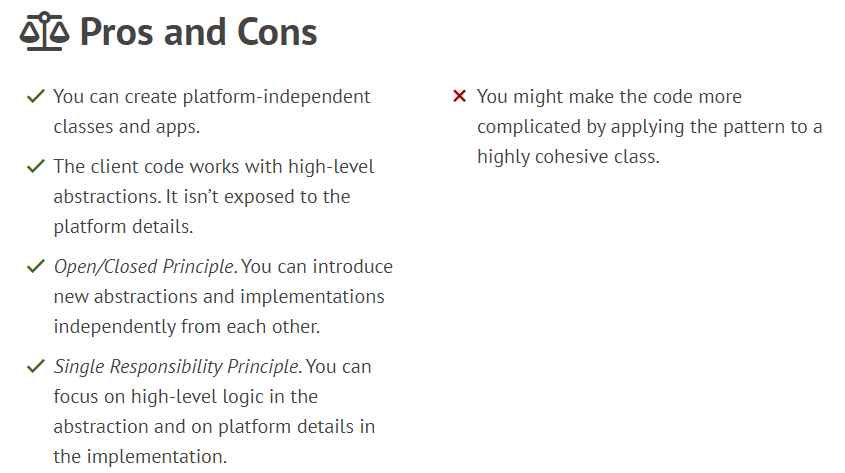 Pros and Cons
You can create platform-independent
classes and apps.
The client code works with high-level
abstractions. It isn’t exposed to the
platform details.
Open/Closed Principle. You can introduce
new abstractions and implementations
independently from each other.
Single Responsibility Principle. You can
focus on high-level logic in the
abstraction and on platform details in
the implementation.
You might make the code more
complicated by applying the pattern to a
highly cohesive class.